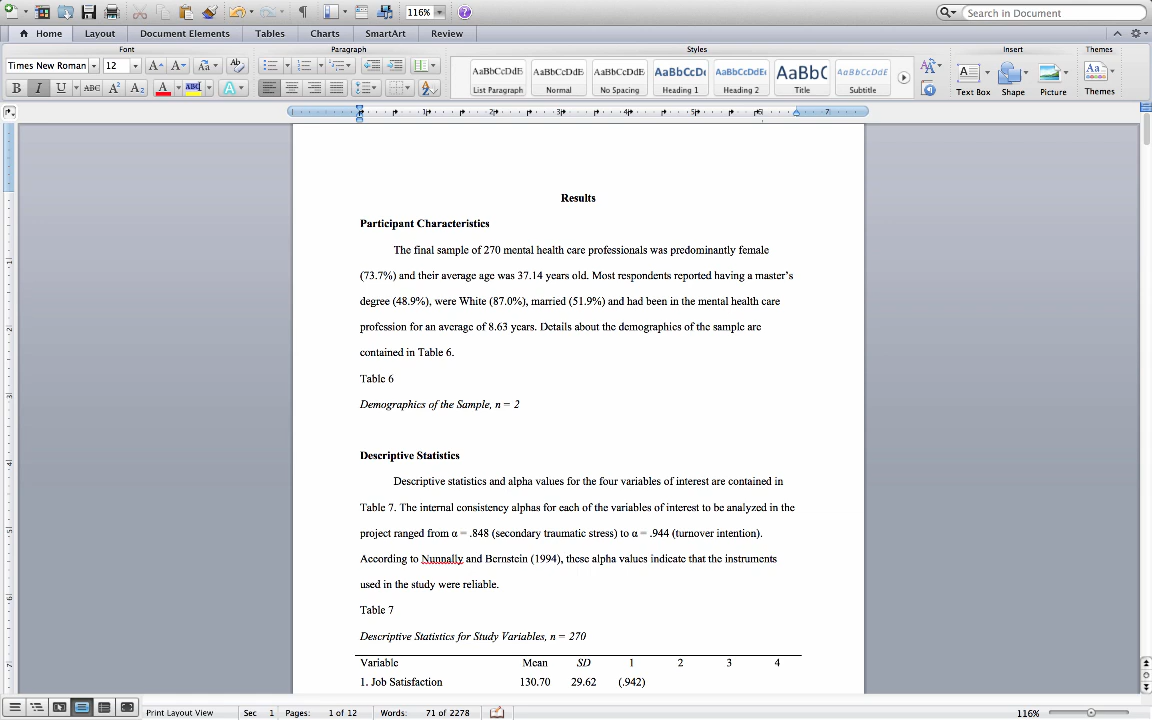 116%
Search in Document
Home Layout Document Elements Tables Charts SmartArt Review
Font Paragraph Styles Insert Themes
Times New Roman 12 A A Aa Ab
AaBbCcDdE AaBbCcDdE AaBbCcDdE AaBbCcDc AaBbCcDdEe AaBbC AaBbCcDdE
List Paragraph Normal No Spacing Heading 1 Heading 2 Title Subtitle
Text Box Shape Picture Themes
B I U ABC A² A₂ A ABC A
Results
Participant Characteristics
The final sample of 270 mental health care professionals was predominantly female
(73.7%) and their average age was 37.14 years old. Most respondents reported having a master's
degree (48.9%), were White (87.0%), married (51.9%) and had been in the mental health care
profession for an average of 8.63 years. Details about the demographics of the sample are
contained in Table 6.
Table 6
Demographics of the Sample, n = 2
Descriptive Statistics
Descriptive statistics and alpha values for the four variables of interest are contained in
Table 7. The internal consistency alphas for each of the variables of interest to be analyzed in the
project ranged from α = .848 (secondary traumatic stress) to α = .944 (turnover intention).
According to Nunnally and Bernstein (1994), these alpha values indicate that the instruments
used in the study were reliable.
Table 7
Descriptive Statistics for Study Variables, n = 270
Variable Mean SD 1 2 3 4
1. Job Satisfaction 130.70 29.62 (.942)
Print Layout View Sec 1 Pages: 1 of 12 Words: 71 of 2278 116%